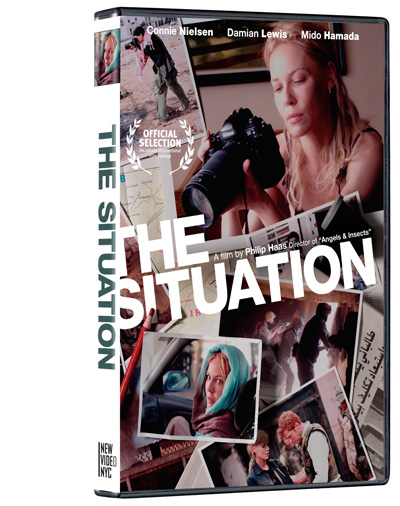 Connie Nielsen Damian Lewis Mido Hamada
OFFICIAL
SELECTION
THE
A film by Philip Haas Director of "Angels & Insects"
SITUATION
THE SITUATION
NEW
VIDEO
NYC